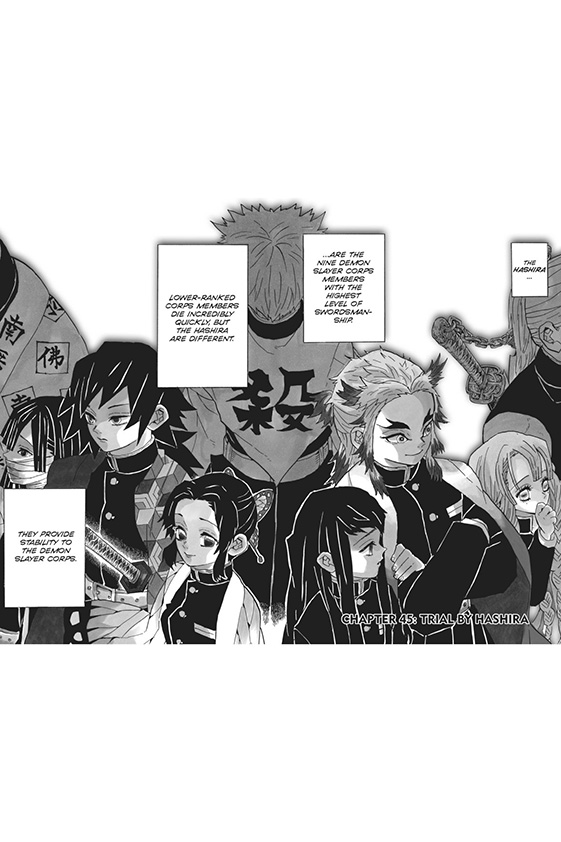 THE
HASHIRA
...
...ARE THE
NINE DEMON
SLAYER CORPS
MEMBERS
WITH THE
HIGHEST
LEVEL OF
SWORDSMAN-
SHIP.
LOWER-RANKED
CORPS MEMBERS
DIE INCREDIBLY
QUICKLY, BUT
THE HASHIRA
ARE DIFFERENT.
殺
南無
佛
THEY PROVIDE
STABILITY TO
THE DEMON
SLAYER CORPS.
CHAPTER 45: TRIAL BY HASHIRA